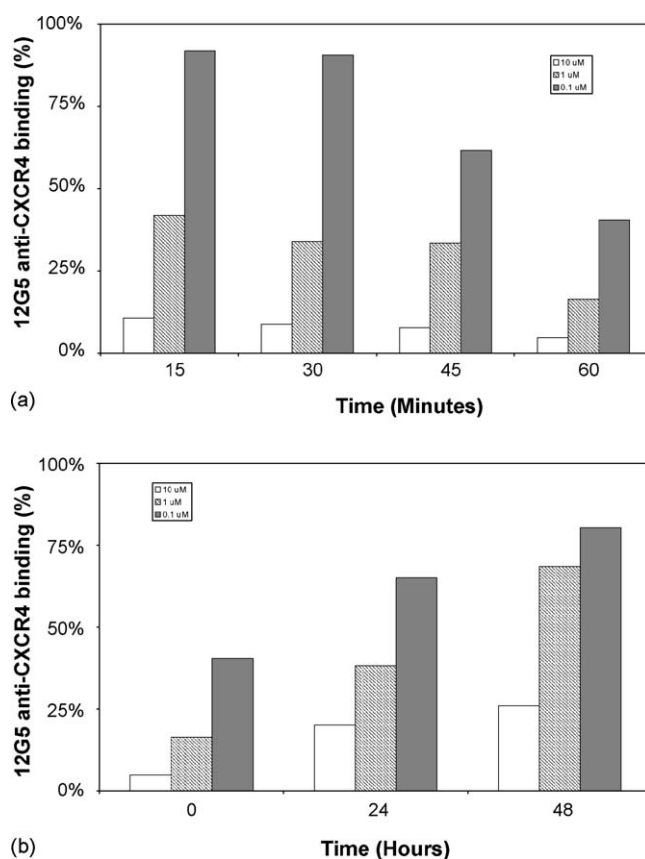 100%
75%
50%
25%
0%
12G5 anti-CXCR4 binding (%)
10 uM
1 uM
0.1 uM
15 30 45 60
Time (Minutes)
(a)
100%
75%
50%
25%
0%
12G5 anti-CXCR4 binding (%)
10 uM
1 uM
0.1 uM
0 24 48
Time (Hours)
(b)